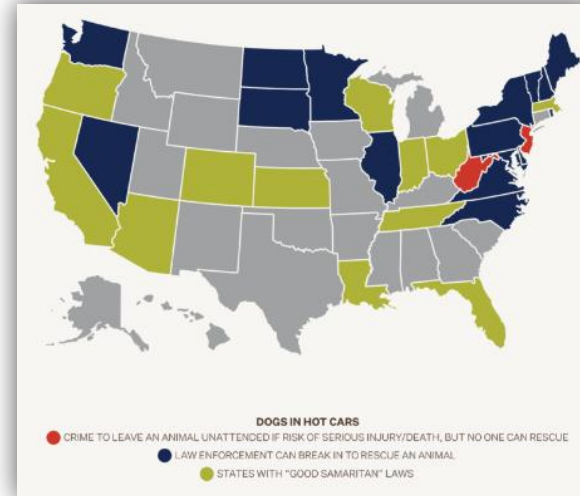 DOGS IN HOT CARS
CRIME TO LEAVE AN ANIMAL UNATTENDED IF RISK OF SERIOUS INJURY/DEATH, BUT NO ONE CAN RESCUE
LAW ENFORCEMENT CAN BREAK IN TO RESCUE AN ANIMAL
STATES WITH "GOOD SAMARITAN" LAWS